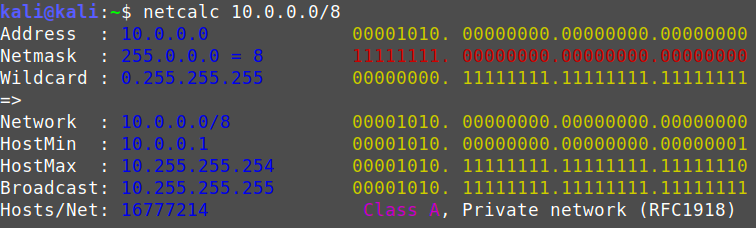 kali@kali:~$ netcalc 10.0.0.0/8
Address  : 10.0.0.0             00001010. 00000000.00000000.00000000
Netmask  : 255.0.0.0 = 8        11111111. 00000000.00000000.00000000
Wildcard : 0.255.255.255        00000000. 11111111.11111111.11111111
=>
Network  : 10.0.0.0/8           00001010. 00000000.00000000.00000000
HostMin  : 10.0.0.1             00001010. 00000000.00000000.00000001
HostMax  : 10.255.255.254       00001010. 11111111.11111111.11111110
Broadcast: 10.255.255.255       00001010. 11111111.11111111.11111111
Hosts/Net: 16777214              Class A, Private network (RFC1918)